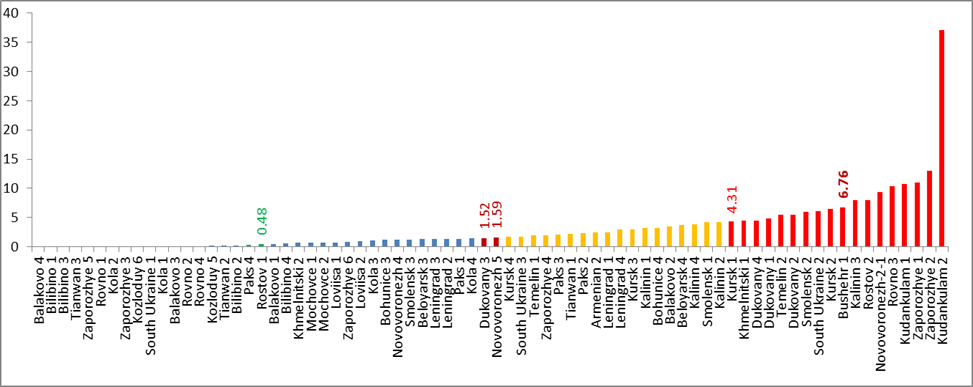 40
35
30
25
20
15
10
5
0
0.48
1.52
1.59
4.31
6.76
Balakovo 4
Bilibino 1
Bilibino 3
Tianwan 3
Zaporozhye 5
Rovno 1
Kola 2
Zaporozhye 3
Kozloduy 6
South Ukraine 1
Kola 1
Balakovo 3
Rovno 2
Rovno 4
Kozloduy 5
Tianwan 2
Bilibino 2
Paks 4
Rostov 1
Balakovo 1
Bilibino 4
Khmelnitski 2
Mochovce 1
Mochovce 2
Loviisa 1
Zaporozhye 6
Loviisa 2
Kola 3
Bohunice 3
Novovoronezh 4
Smolensk 3
Beloyarsk 3
Leningrad 3
Leningrad 2
Paks 1
Kola 4
Dukovany 3
Novovoronezh 5
Kursk 4
South Ukraine 3
Temelin 1
Zaporozhye 4
Paks 3
Tianwan 1
Paks 2
Armenian 2
Leningrad 1
Leningrad 4
Kursk 3
Kalinin 1
Bohunice 4
Balakovo 2
Beloyarsk 4
Kalinin 4
Smolensk 1
Kalinin 2
Kursk 1
Khmelnitski 1
Dukovany 4
Dukovany 1
Temelin 2
Dukovany 2
Smolensk 2
South Ukraine 2
Kursk 2
Bushehr 1
Kalinin 3
Rostov 2
Novovoronezh-2-1
Rovno 3
Kudankulam 1
Zaporozhye 1
Zaporozhye 2
Kudankulam 2